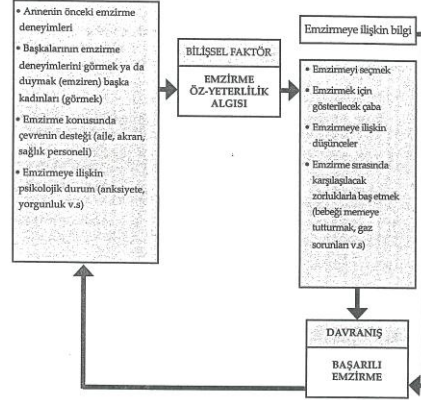 • Annenin önceki emzirme
deneyimleri
• Başkalarının emzirme
deneyimlerini görmek ya da
duymak (emziren) başka
kadınları (görmek)
• Emzirme konusunda
çevrenin desteği (aile, akran,
sağlık personeli)
• Emzirmeye ilişkin
psikolojik durum (anksiyete,
yorgunluk v.s)
BİLİŞSEL FAKTÖR
EMZİRME
ÖZ-YETERLİLİK
ALGISI
Emzirmeye ilişkin bilgi
• Emzirmeyi seçmek
• Emzirmek için
gösterilecek çaba
• Emzirmeye ilişkin
düşünceler
• Emzirme sırasında
karşılaşılacak
zorluklarla baş etmek
(bebeği memeye
tutturmak, gaz
sorunları v.s)
DAVRANIŞ
BAŞARILI
EMZİRME